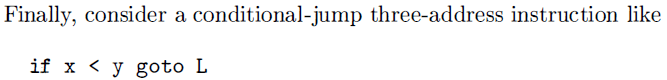 Finally, consider a conditional-jump three-address instruction like
if x < y goto L